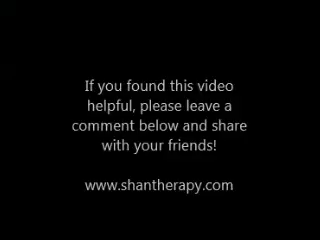 If you found this video
helpful, please leave a
comment below and share
with your friends!
www.shantherapy.com